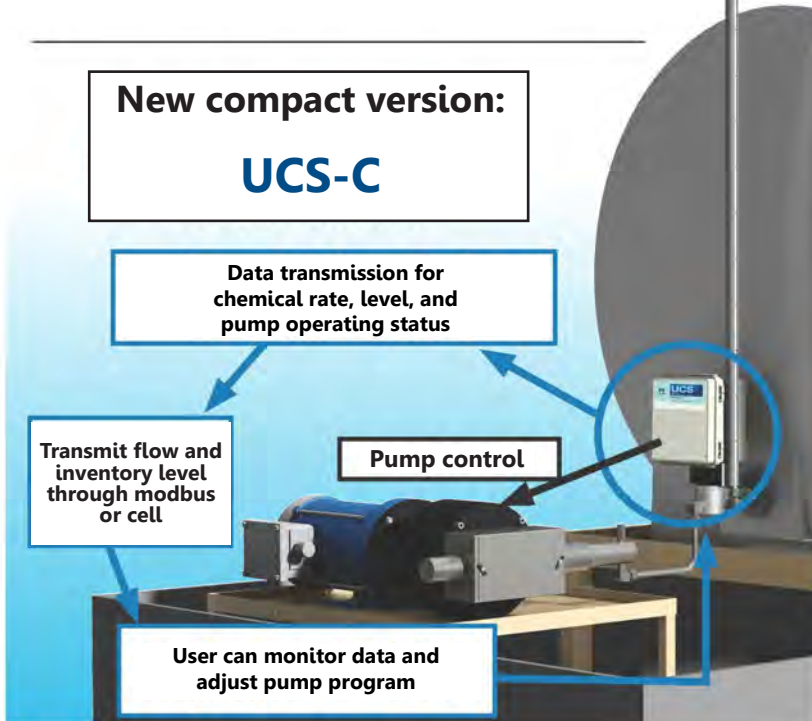 New compact version:
UCS-C
Data transmission for
chemical rate, level, and
pump operating status
UCS
Transmit flow and
inventory level
through modbus
or cell
Pump control
User can monitor data and
adjust pump program